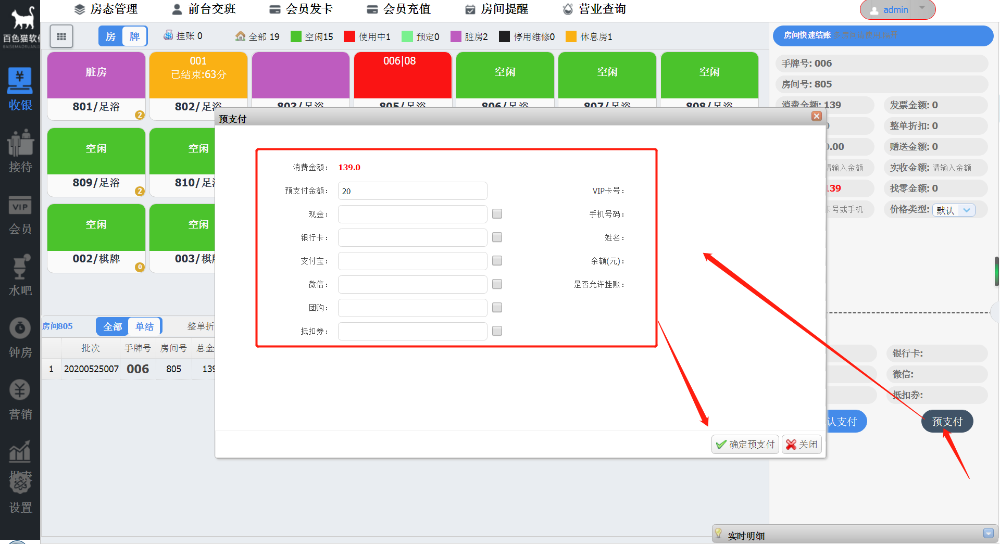 房态管理 前台交班 会员发卡 会员充值 房间提醒 营业查询 admin
百色猫软件
收银
接待
VIP
会员
水吧
钟房
营销
报表
设置
房 牌 挂账 0 全部 19 空闲15 使用中1 预定0 脏房2 停用维修0 休息房1
脏房
801/足浴
2
001
已结束:63分
802/足浴
803/足浴
006|08
805/足浴
空闲
806/足浴
空闲
807/足浴
空闲
808/足浴
空闲
809/足浴
2
空闲
810/足浴
空闲
002/棋牌
0
空闲
003/棋牌
预支付
消费金额： 139.0
预支付金额： 20
现金：
银行卡：
支付宝：
微信：
团购：
抵扣券：
VIP卡号：
手机号码：
姓名：
余额(元)：
是否允许挂账：
确定预支付 关闭
房间805 全部 单结 整单折
批次 手牌号 房间号 总金
1 20200525007 006 805 139
房间快速结账
手牌号: 006
房间号: 805
消费金额: 139 发票金额: 0
0 整单折扣: 0
0.00 赠送金额: 0
请输入金额 实收金额: 请输入金额
139 找零金额: 0
卡号或手机· 价格类型: 默认
银行卡:
微信:
抵扣券:
认支付 预支付
实时明细